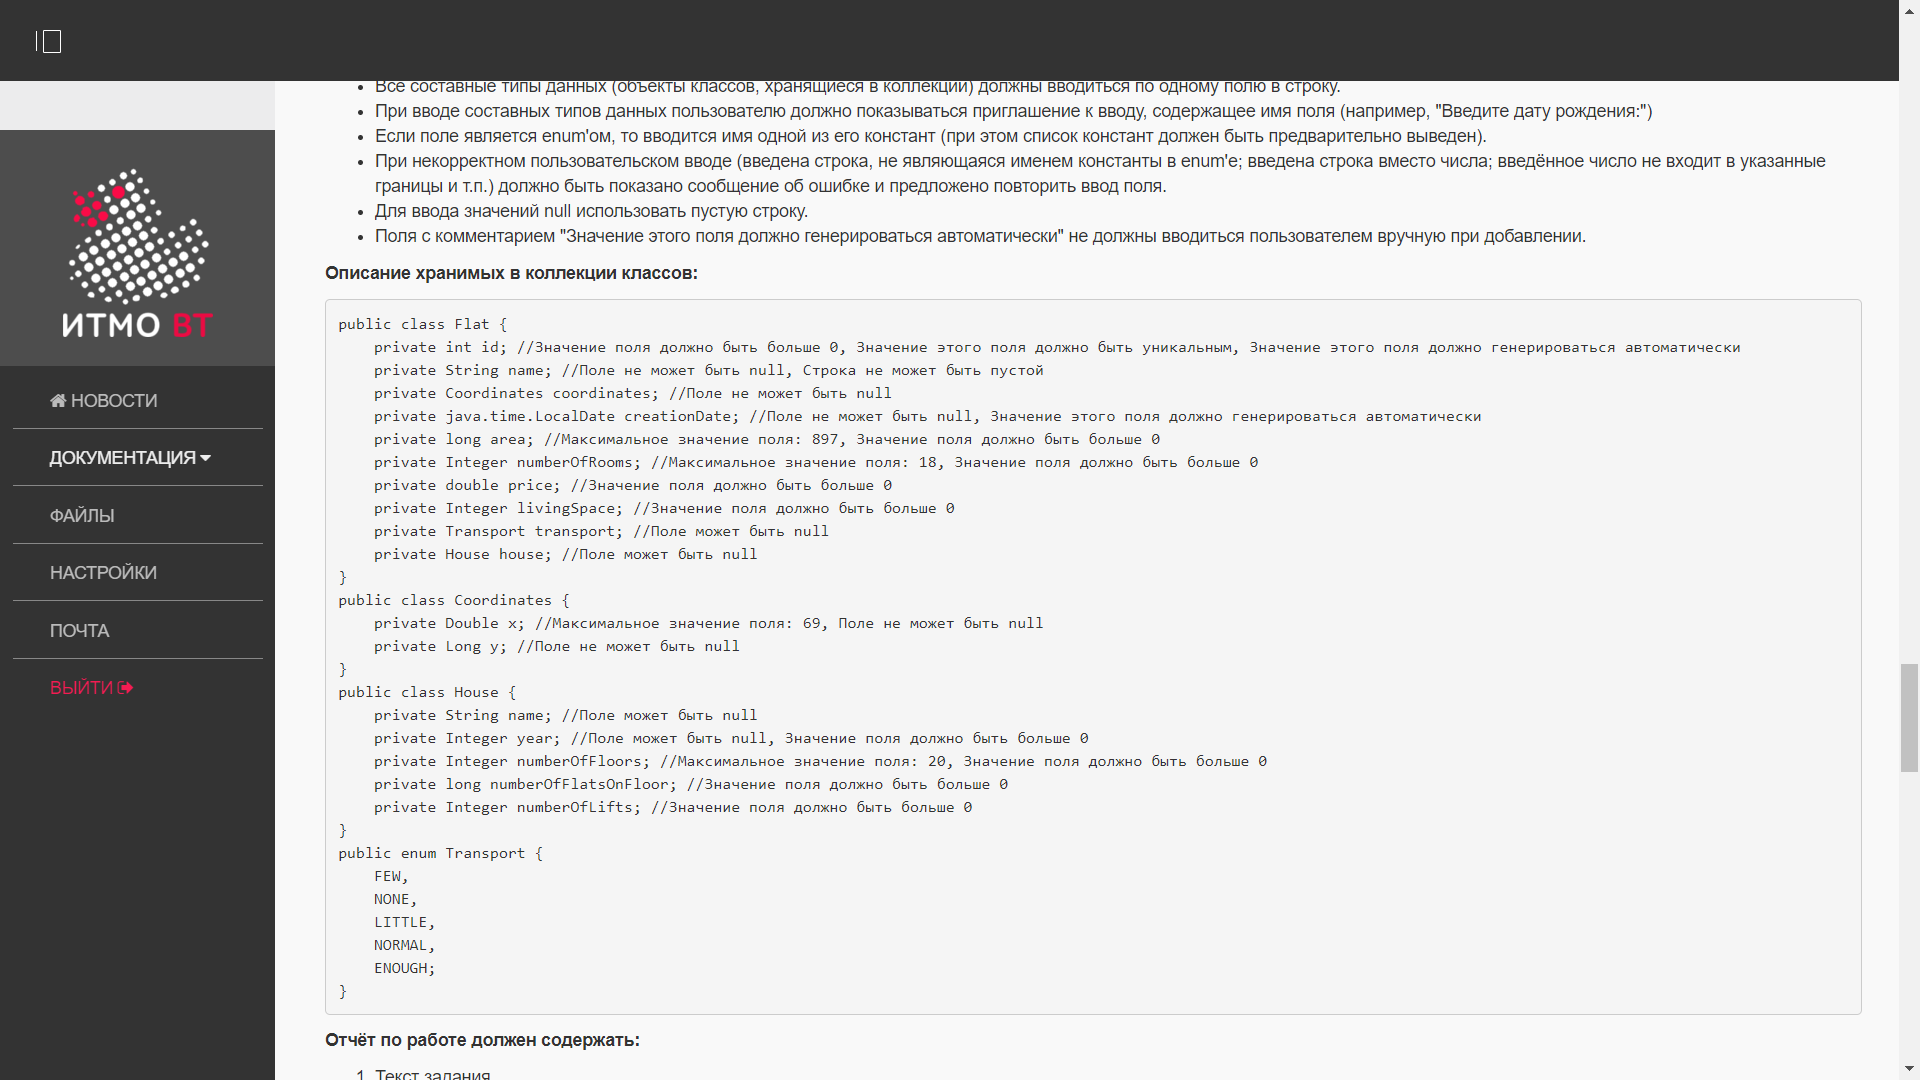 Все составные типы данных (объекты классов, хранящиеся в коллекции) должны вводиться по одному полю в строку.
При вводе составных типов данных пользователю должно показываться приглашение к вводу, содержащее имя поля (например, "Введите дату рождения:")
Если поле является enum'ом, то вводится имя одной из его констант (при этом список констант должен быть предварительно выведен).
При некорректном пользовательском вводе (введена строка, не являющаяся именем константы в enum'е; введена строка вместо числа; введённое число не входит в указанные
границы и т.п.) должно быть показано сообщение об ошибке и предложено повторить ввод поля.
Для ввода значений null использовать пустую строку.
Поля с комментарием "Значение этого поля должно генерироваться автоматически" не должны вводиться пользователем вручную при добавлении.
ИТМО ВТ
НОВОСТИ
ДОКУМЕНТАЦИЯ
ФАЙЛЫ
НАСТРОЙКИ
ПОЧТА
ВЫЙТИ
Описание хранимых в коллекции классов:
public class Flat {
    private int id; //Значение поля должно быть больше 0, Значение этого поля должно быть уникальным, Значение этого поля должно генерироваться автоматически
    private String name; //Поле не может быть null, Строка не может быть пустой
    private Coordinates coordinates; //Поле не может быть null
    private java.time.LocalDate creationDate; //Поле не может быть null, Значение этого поля должно генерироваться автоматически
    private long area; //Максимальное значение поля: 897, Значение поля должно быть больше 0
    private Integer numberOfRooms; //Максимальное значение поля: 18, Значение поля должно быть больше 0
    private double price; //Значение поля должно быть больше 0
    private Integer livingSpace; //Значение поля должно быть больше 0
    private Transport transport; //Поле может быть null
    private House house; //Поле может быть null
}
public class Coordinates {
    private Double x; //Максимальное значение поля: 69, Поле не может быть null
    private Long y; //Поле не может быть null
}
public class House {
    private String name; //Поле может быть null
    private Integer year; //Поле может быть null, Значение поля должно быть больше 0
    private Integer numberOfFloors; //Максимальное значение поля: 20, Значение поля должно быть больше 0
    private long numberOfFlatsOnFloor; //Значение поля должно быть больше 0
    private Integer numberOfLifts; //Значение поля должно быть больше 0
}
public enum Transport {
    FEW,
    NONE,
    LITTLE,
    NORMAL,
    ENOUGH;
}
Отчёт по работе должен содержать:
1. Текст задания